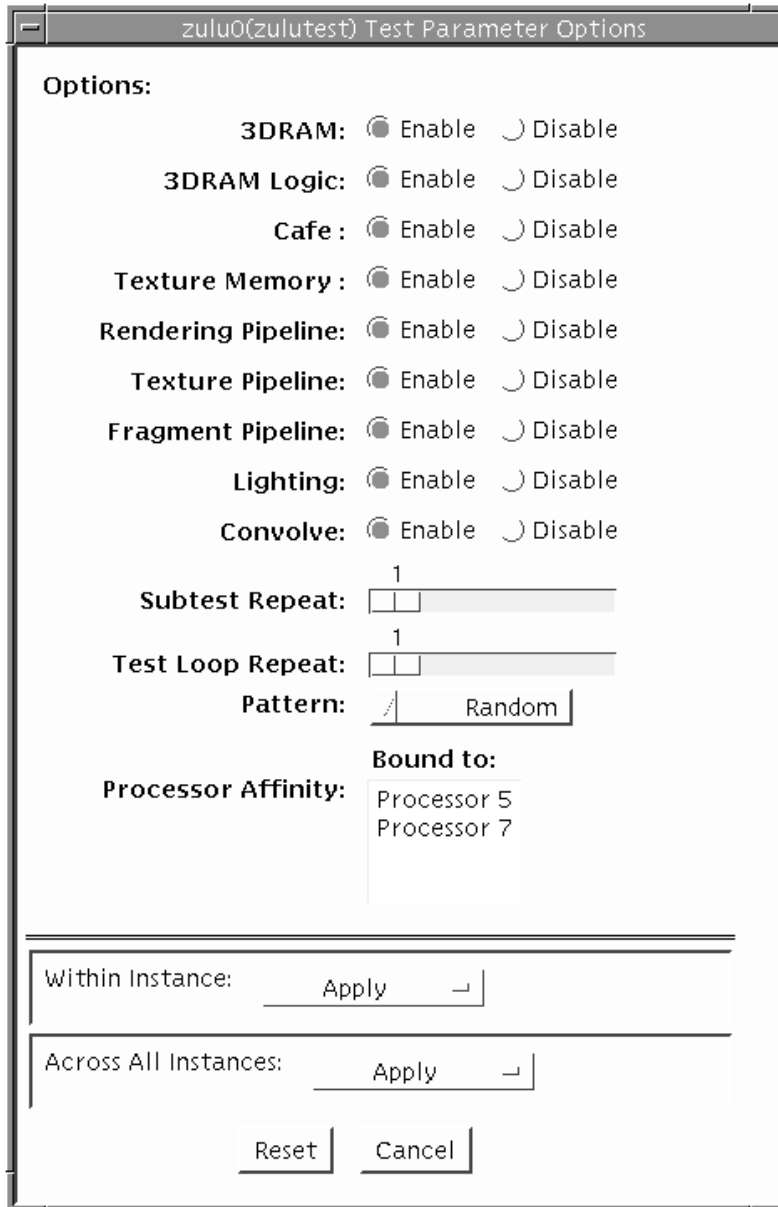 zulu0(zulutest) Test Parameter Options
Options:
3DRAM: Enable Disable
3DRAM Logic: Enable Disable
Cafe : Enable Disable
Texture Memory : Enable Disable
Rendering Pipeline: Enable Disable
Texture Pipeline: Enable Disable
Fragment Pipeline: Enable Disable
Lighting: Enable Disable
Convolve: Enable Disable
1
Subtest Repeat:
1
Test Loop Repeat:
Pattern: Random
Bound to:
Processor Affinity:
Processor 5
Processor 7
Within Instance: Apply
Across All Instances: Apply
Reset Cancel